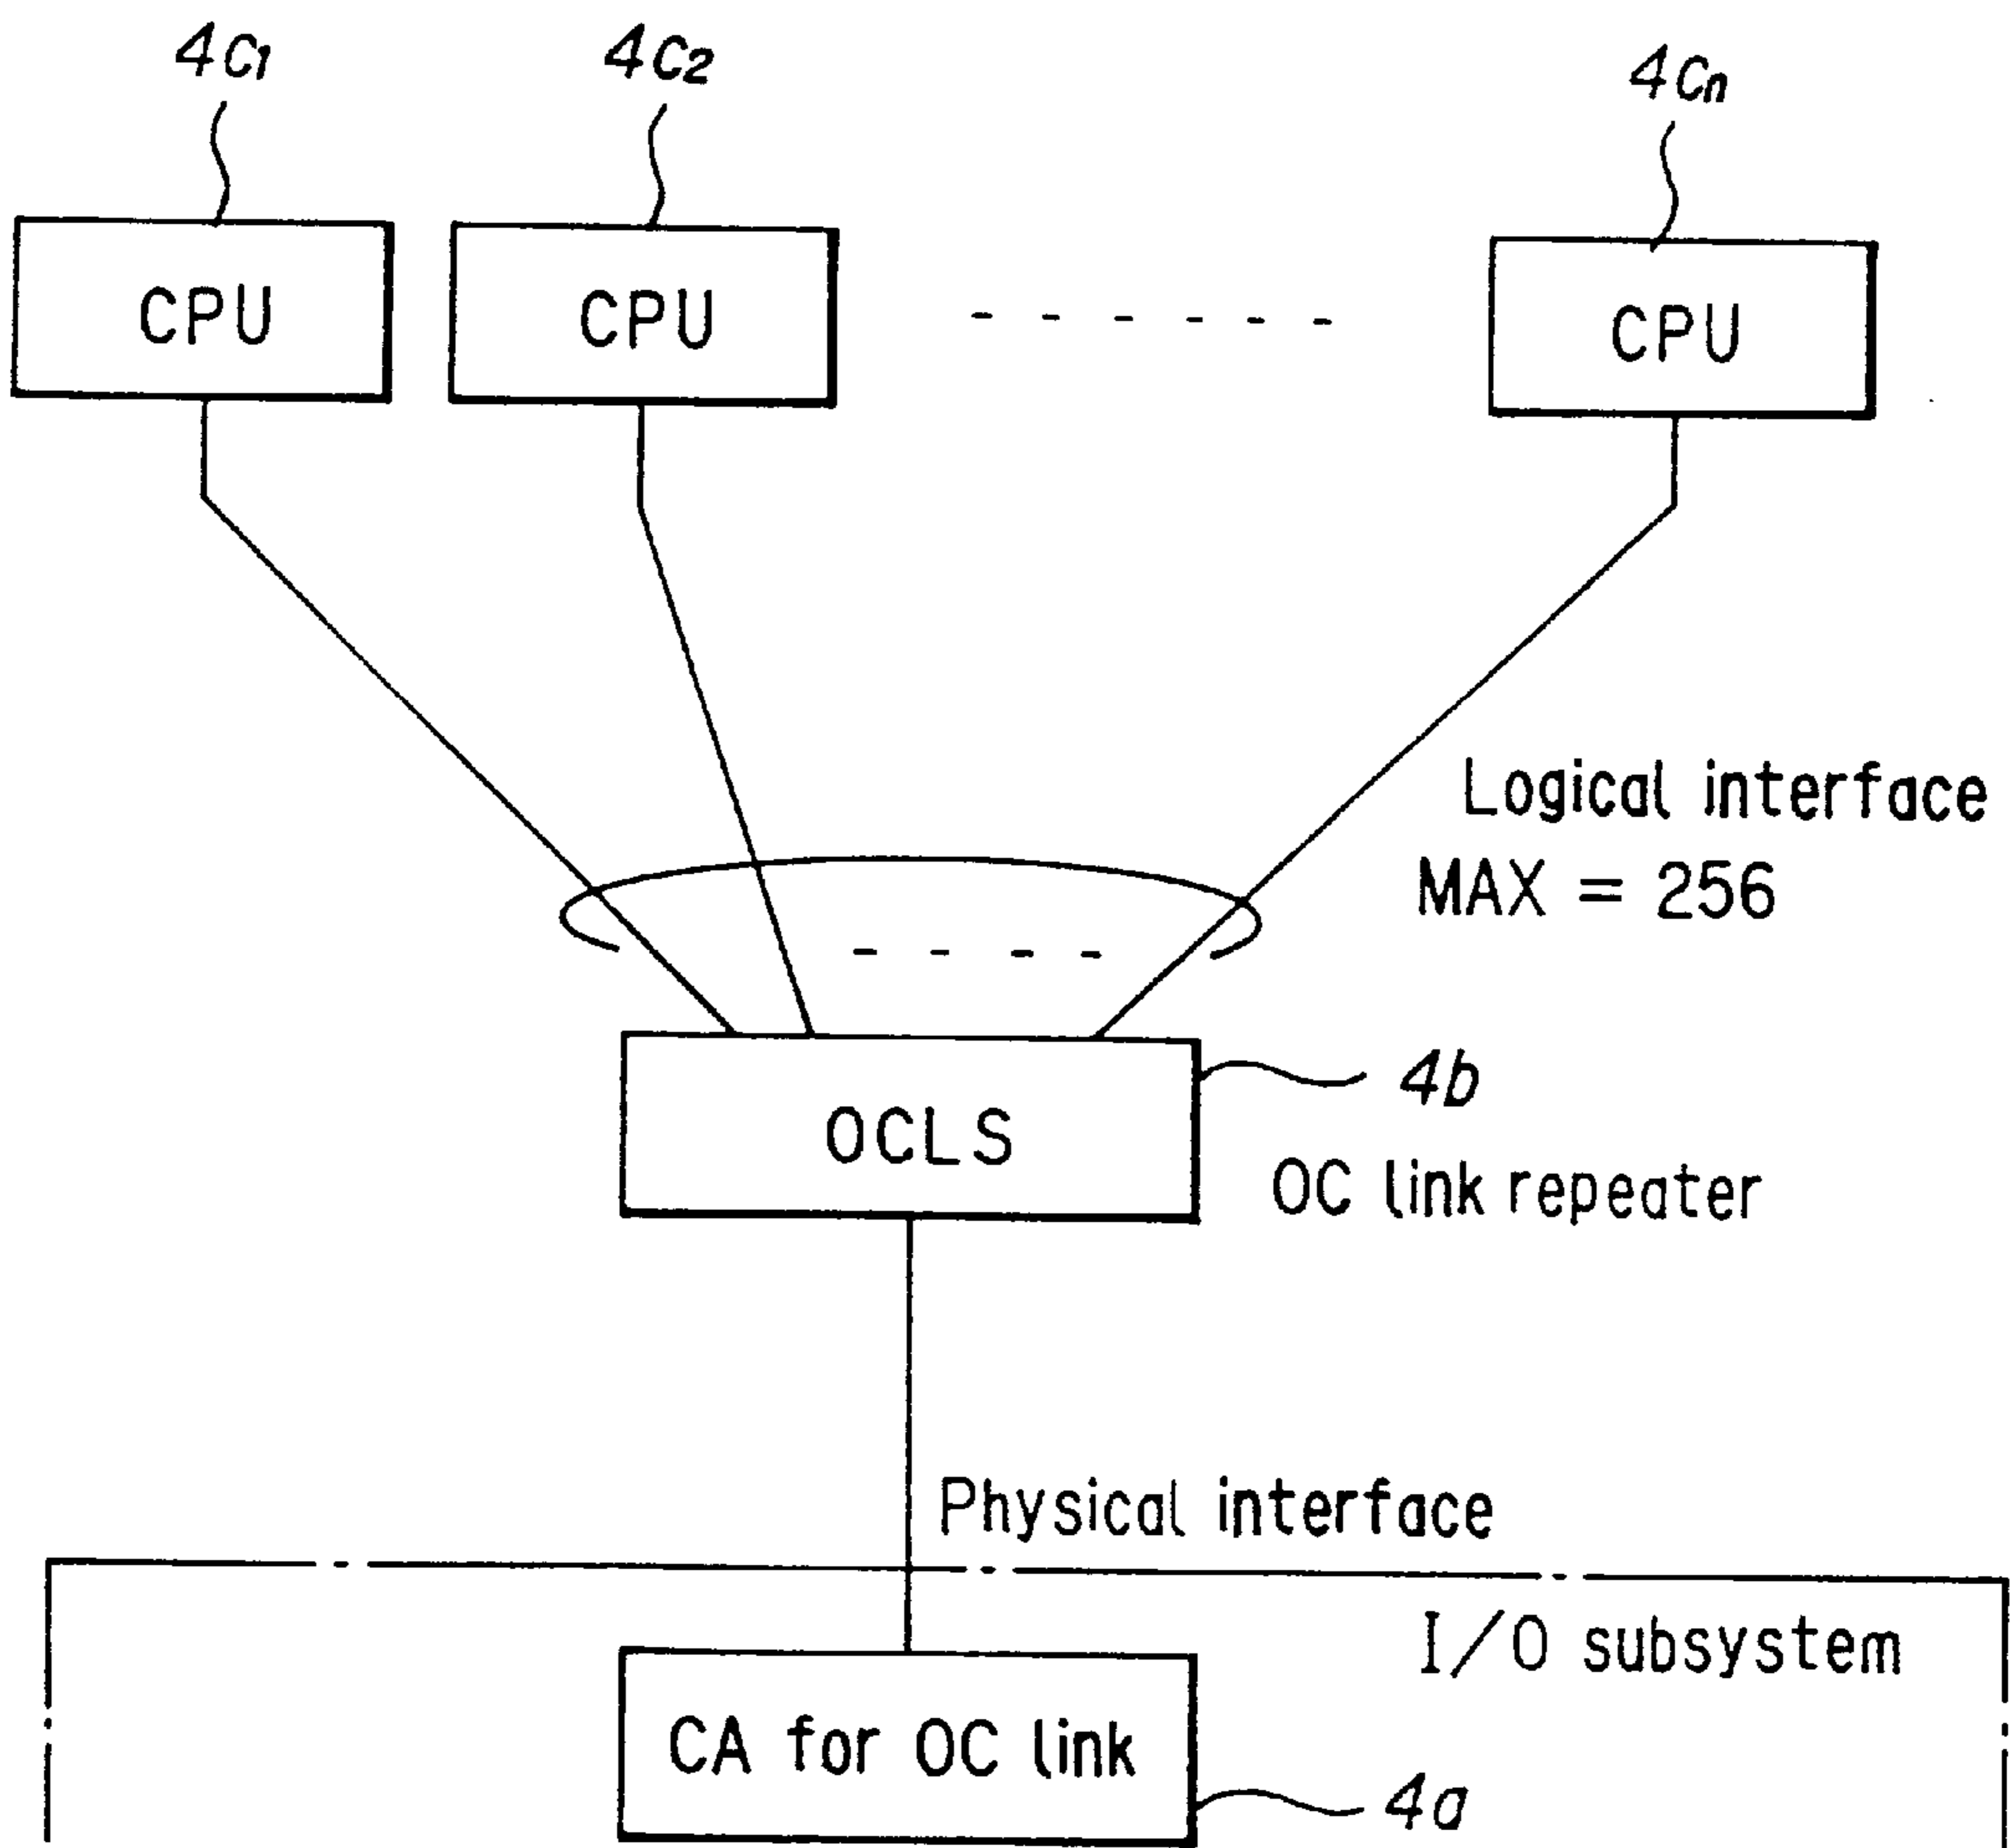 4C1
4C2
4Cn
CPU
CPU
CPU
Logical interface
MAX = 256
OCLS
4b
OC link repeater
Physical interface
I/O subsystem
CA for OC link
4a